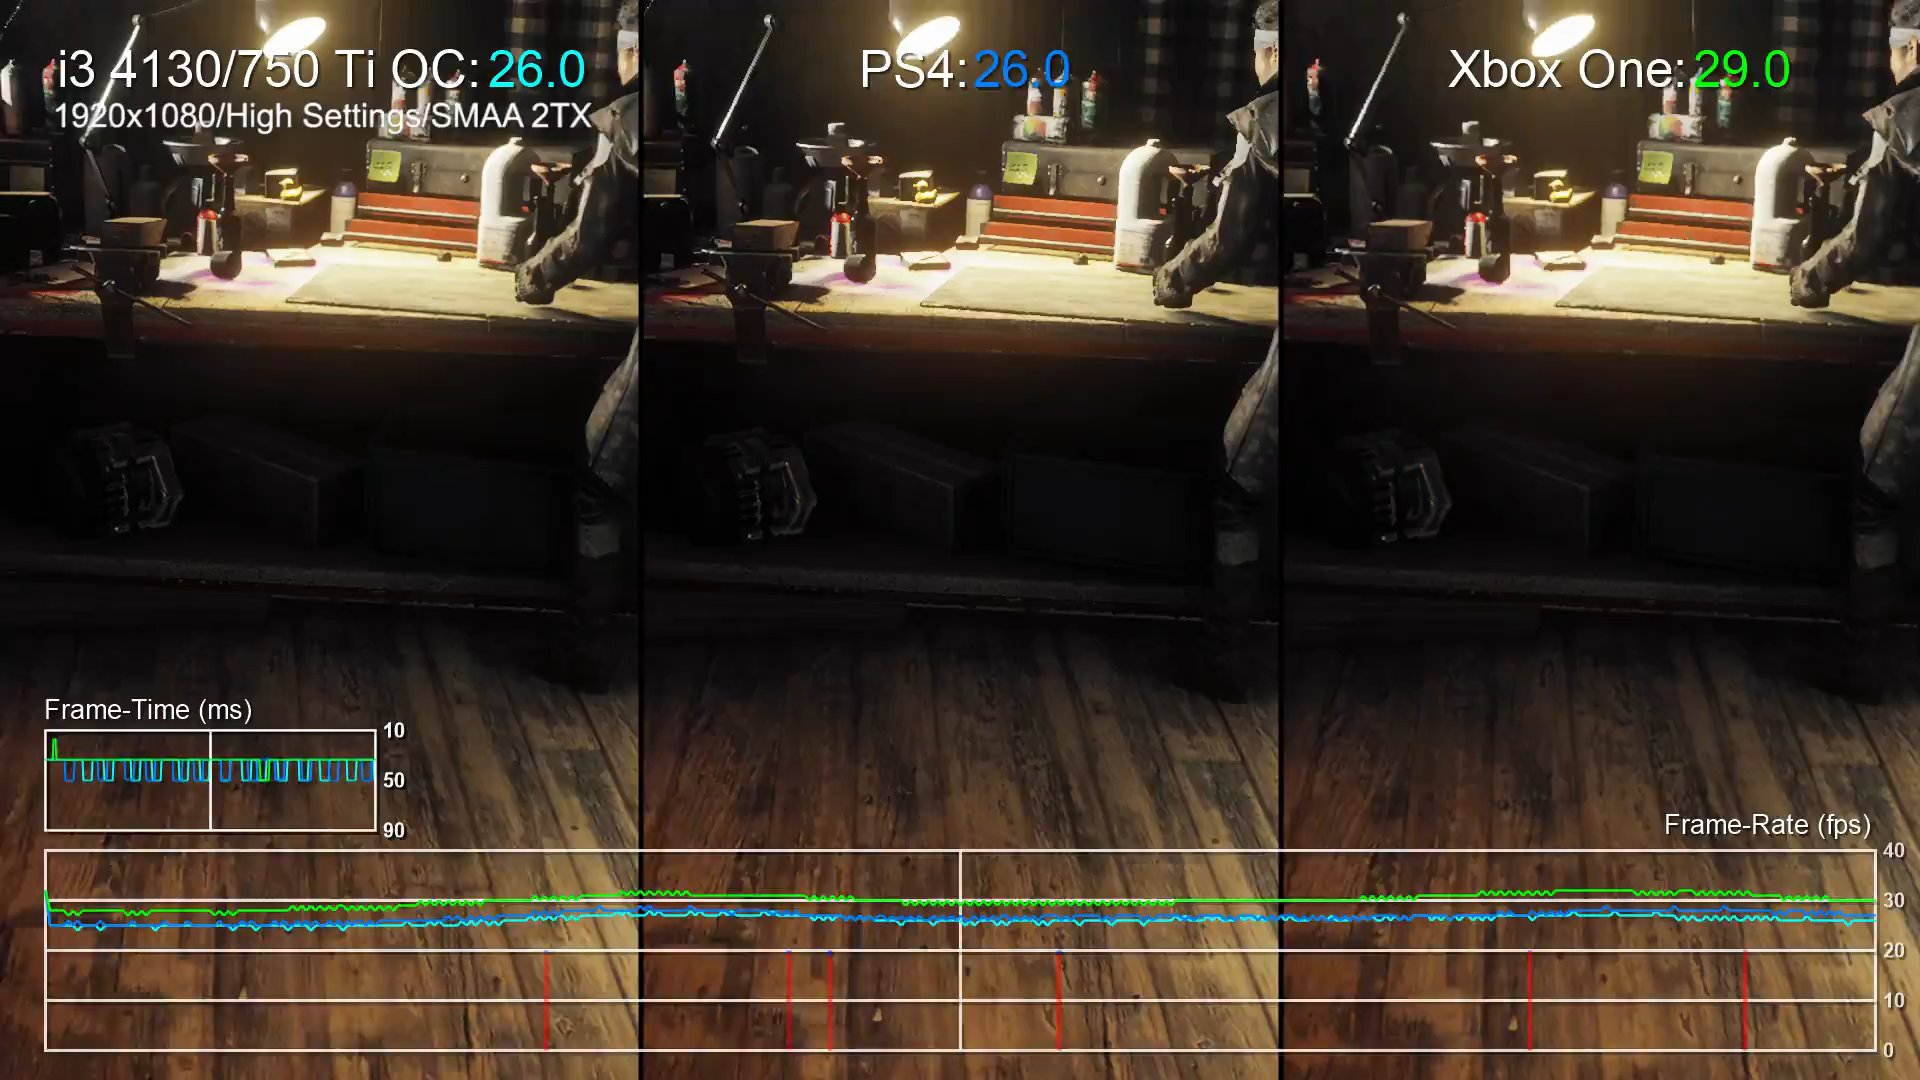 i3 4130/750 Ti OC: 26.0
1920x1080/High Settings/SMAA 2TX
PS4: 26.0
Xbox One: 29.0
Frame-Time (ms)
10
50
90
Frame-Rate (fps)
40
30
20
10
0